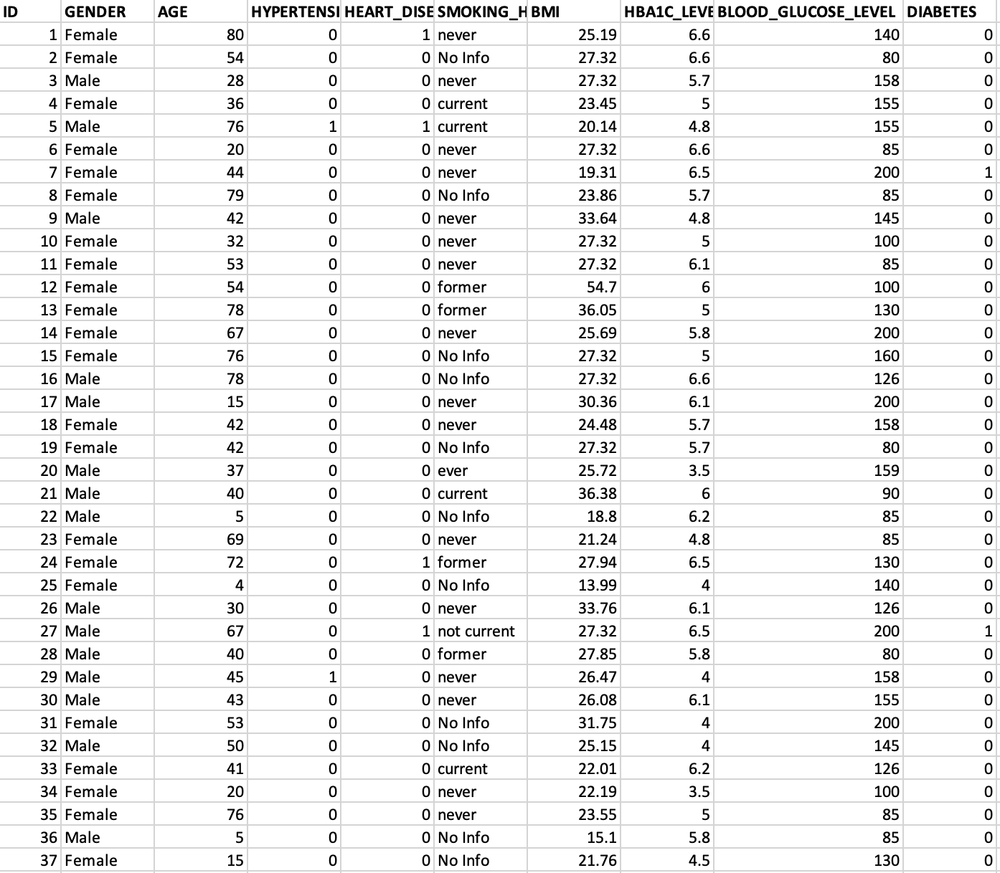 ID GENDER AGE HYPERTENSI HEART_DISE SMOKING_H BMI HBA1C_LEVE BLOOD_GLUCOSE_LEVEL DIABETES
1 Female 80 0 1 never 25.19 6.6 140 0
2 Female 54 0 0 No Info 27.32 6.6 80 0
3 Male 28 0 0 never 27.32 5.7 158 0
4 Female 36 0 0 current 23.45 5 155 0
5 Male 76 1 1 current 20.14 4.8 155 0
6 Female 20 0 0 never 27.32 6.6 85 0
7 Female 44 0 0 never 19.31 6.5 200 1
8 Female 79 0 0 No Info 23.86 5.7 85 0
9 Male 42 0 0 never 33.64 4.8 145 0
10 Female 32 0 0 never 27.32 5 100 0
11 Female 53 0 0 never 27.32 6.1 85 0
12 Female 54 0 0 former 54.7 6 100 0
13 Female 78 0 0 former 36.05 5 130 0
14 Female 67 0 0 never 25.69 5.8 200 0
15 Female 76 0 0 No Info 27.32 5 160 0
16 Male 78 0 0 No Info 27.32 6.6 126 0
17 Male 15 0 0 never 30.36 6.1 200 0
18 Female 42 0 0 never 24.48 5.7 158 0
19 Female 42 0 0 No Info 27.32 5.7 80 0
20 Male 37 0 0 ever 25.72 3.5 159 0
21 Male 40 0 0 current 36.38 6 90 0
22 Male 5 0 0 No Info 18.8 6.2 85 0
23 Female 69 0 0 never 21.24 4.8 85 0
24 Female 72 0 1 former 27.94 6.5 130 0
25 Female 4 0 0 No Info 13.99 4 140 0
26 Male 30 0 0 never 33.76 6.1 126 0
27 Male 67 0 1 not current 27.32 6.5 200 1
28 Male 40 0 0 former 27.85 5.8 80 0
29 Male 45 1 0 never 26.47 4 158 0
30 Male 43 0 0 never 26.08 6.1 155 0
31 Female 53 0 0 No Info 31.75 4 200 0
32 Male 50 0 0 No Info 25.15 4 145 0
33 Female 41 0 0 current 22.01 6.2 126 0
34 Female 20 0 0 never 22.19 3.5 100 0
35 Female 76 0 0 never 23.55 5 85 0
36 Male 5 0 0 No Info 15.1 5.8 85 0
37 Female 15 0 0 No Info 21.76 4.5 130 0